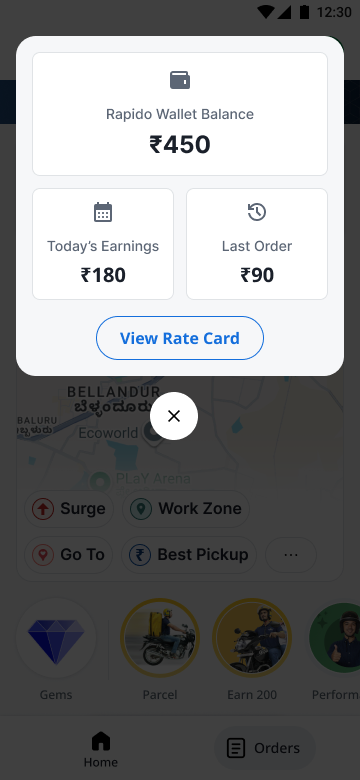 12:30
Rapido Wallet Balance
₹450
Today's Earnings
₹180
Last Order
₹90
View Rate Card
BELLANDUR
ಬೆಳ್ಳಂದೂರು
BALURU
Ecoworld
PLaY Arena
Surge
Work Zone
Go To
Best Pickup
Gems
Parcel
Earn 200
Perform
Home
Orders